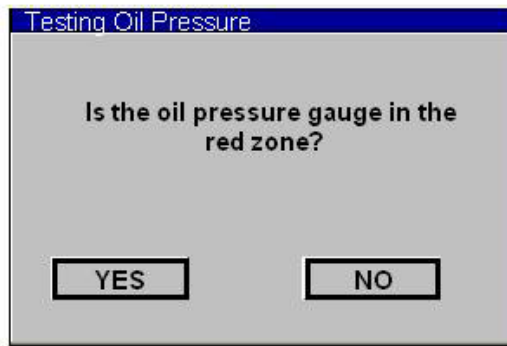 Testing Oil Pressure
Is the oil pressure gauge in the
red zone?
YES
NO